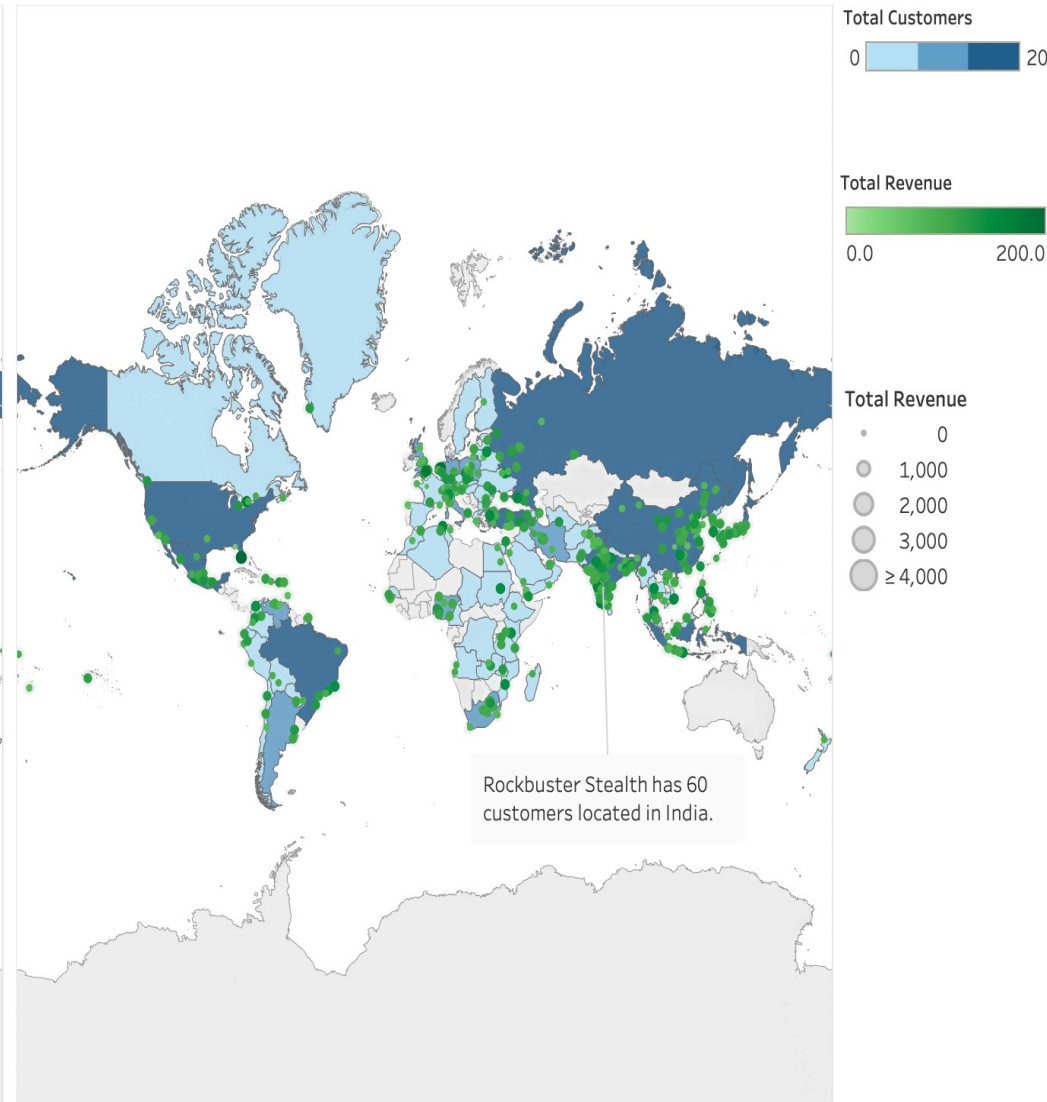 Total Customers
0 20
Total Revenue
0.0 200.0
Total Revenue
0
1,000
2,000
3,000
≥ 4,000
Rockbuster Stealth has 60
customers located in India.